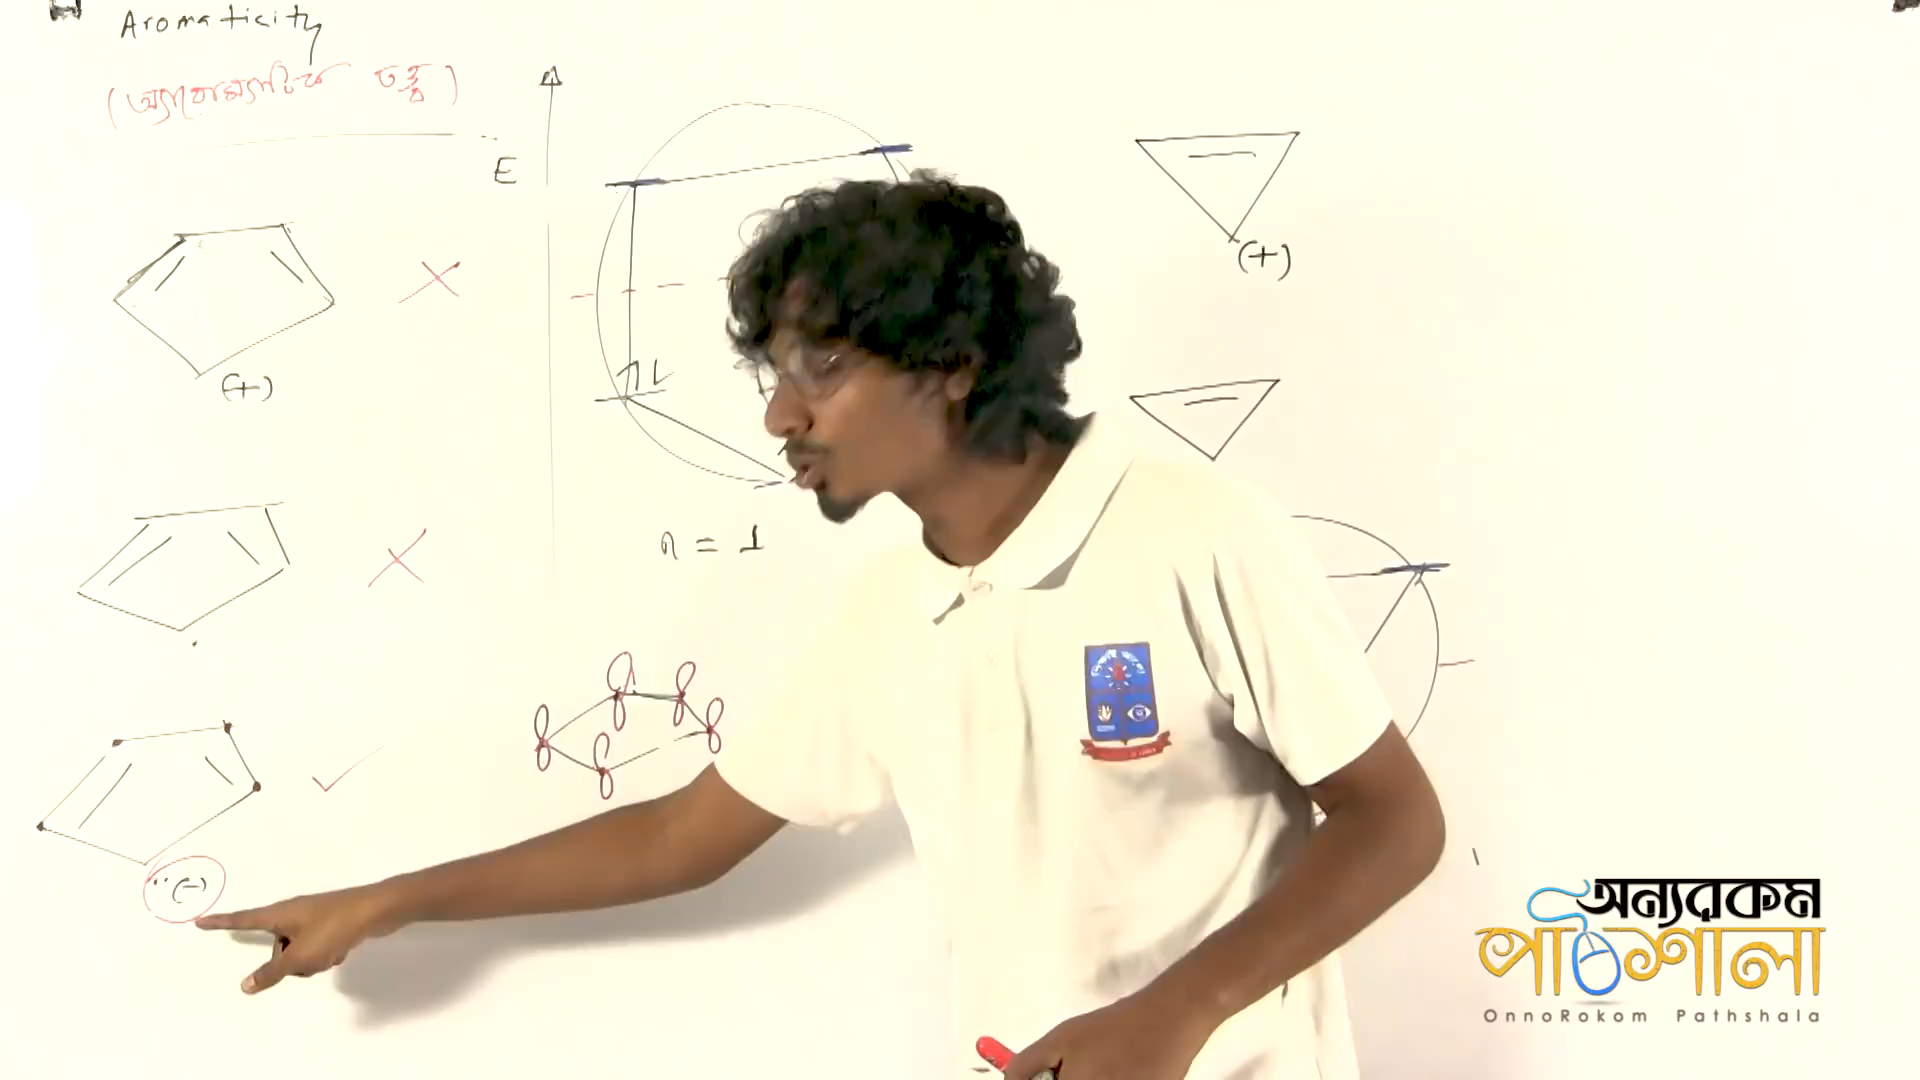 Aromaticity
(অ্যারোম্যাটিক তত্ত্ব)
E
(+)
(+)
n = 1
(-)
অন্যরকম
পাঠশালা
OnnoRokom Pathshala